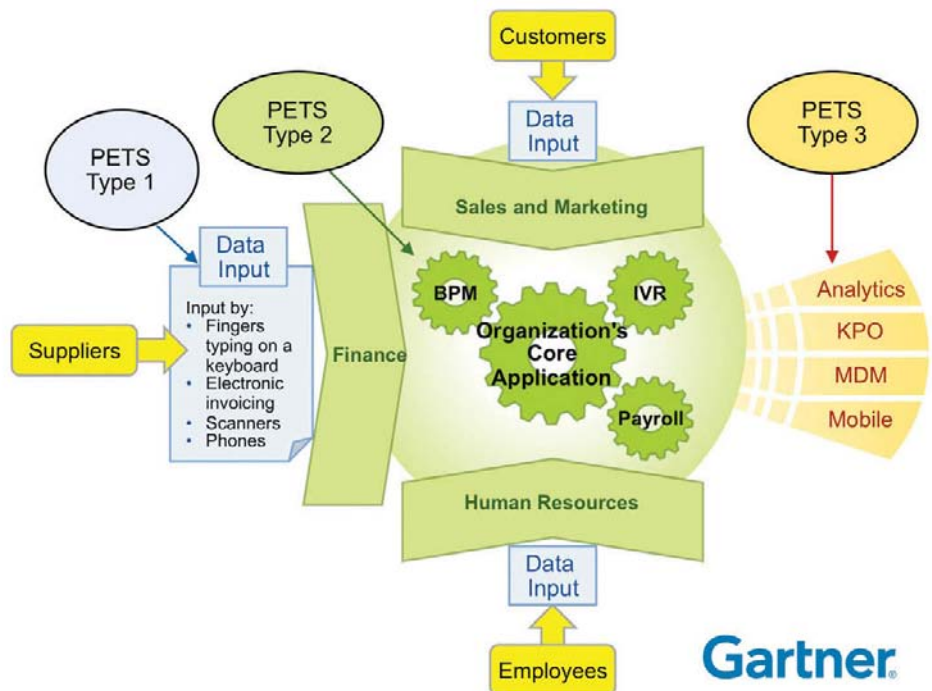 Customers
PETS
Type 1
PETS
Type 2
Data
Input
PETS
Type 3
Sales and Marketing
Data
Input
Input by:
• Fingers
typing on a
keyboard
• Electronic
invoicing
• Scanners
• Phones
Suppliers
Finance
BPM
IVR
Organization's
Core
Application
Payroll
Analytics
KPO
MDM
Mobile
Human Resources
Data
Input
Employees
Gartner®